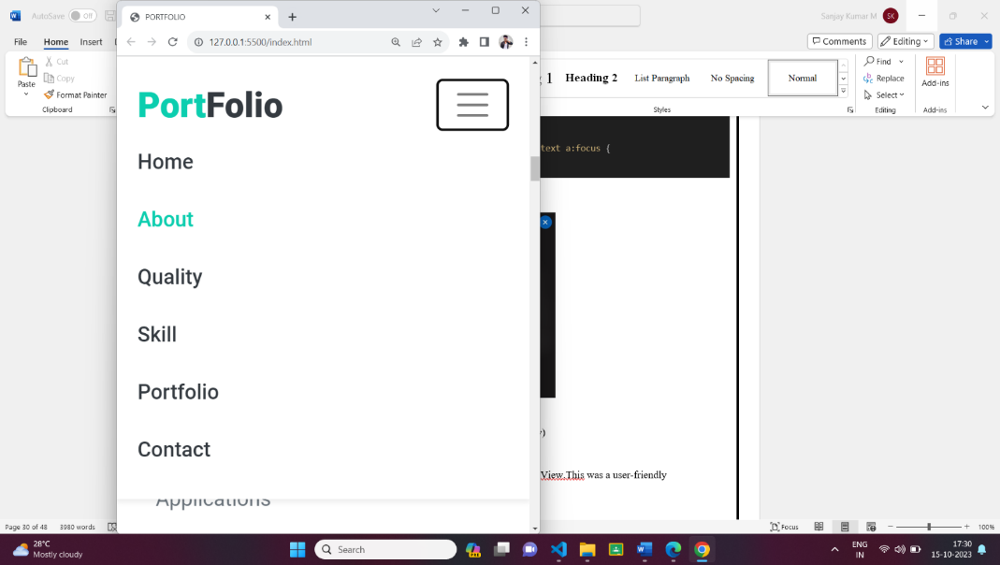 AutoSave Off
Sanjay Kumar M SK
File Home Insert
Comments Editing Share
Paste
Cut
Copy
Format Painter
Clipboard
1 Heading 2 List Paragraph No Spacing Normal
Styles
Find
Replace
Select
Editing
Add-ins
Add-ins
PORTFOLIO
127.0.0.1:5500/index.html
PortFolio
Home
About
Quality
Skill
Portfolio
Contact
Applications
text a:focus {
View.This was a user-friendly
Page 30 of 48 3980 words
Focus 100%
28°C
Mostly cloudy
Search
ENG
IN
17:30
15-10-2023